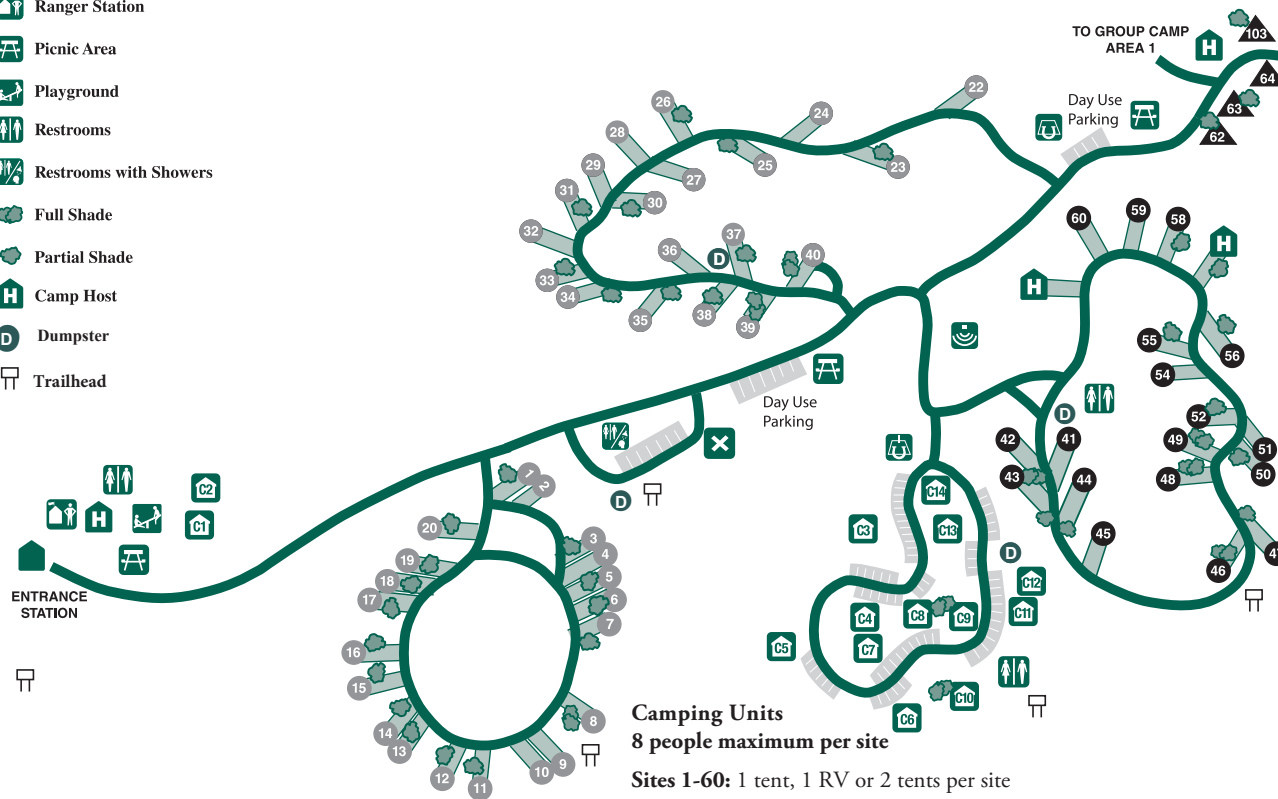 Ranger Station
Picnic Area
Playground
Restrooms
Restrooms with Showers
Full Shade
Partial Shade
H Camp Host
D Dumpster
Trailhead
TO GROUP CAMP
AREA 1
H
103
64
63
62
Day Use
Parking
22
24
26
28
25
23
27
29
30
31
32
33
34
35
36
37
D
38
39
40
60
59
58
H
H
56
55
54
52
51
50
49
48
46
45
44
43
42
41
D
Day Use
Parking
D
C2
C1
H
ENTRANCE
STATION
1
2
3
4
5
6
7
8
9
10
11
12
13
14
15
16
17
18
19
20
C14
C13
C3
D
C12
C11
C4
C8
C9
C5
C7
C10
C6
Camping Units
8 people maximum per site
Sites 1-60: 1 tent, 1 RV or 2 tents per site